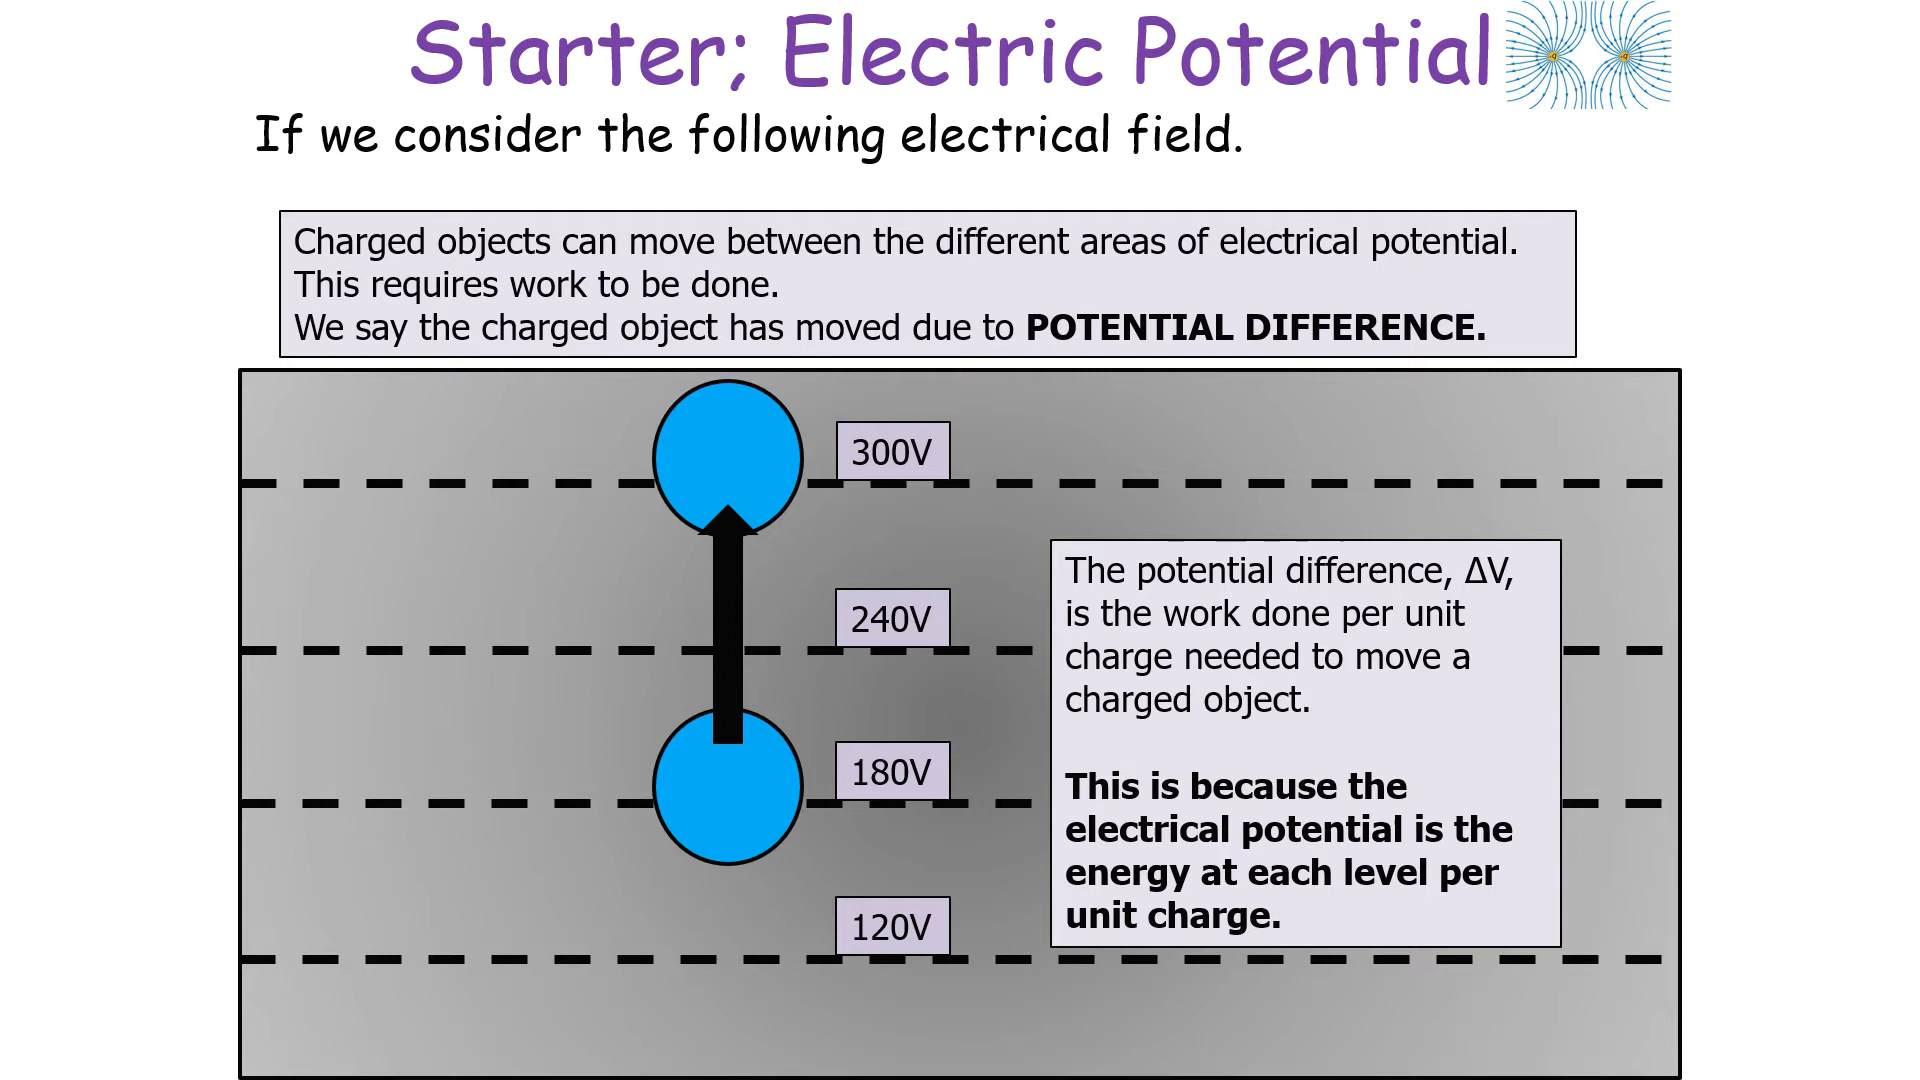 Starter; Electric Potential
If we consider the following electrical field.
Charged objects can move between the different areas of electrical potential.
This requires work to be done.
We say the charged object has moved due to POTENTIAL DIFFERENCE.
300V
240V
180V
120V
The potential difference, ΔV,
is the work done per unit
charge needed to move a
charged object.
This is because the
electrical potential is the
energy at each level per
unit charge.